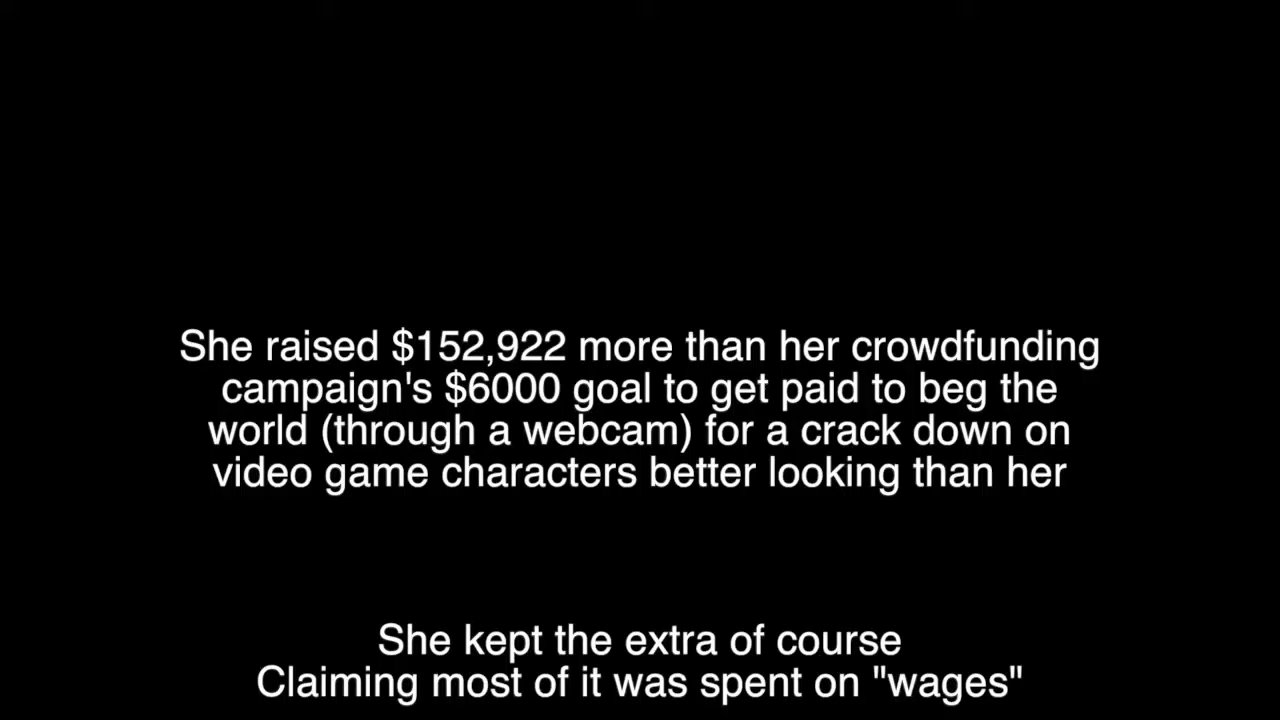 She raised $152,922 more than her crowdfunding
campaign's $6000 goal to get paid to beg the
world (through a webcam) for a crack down on
video game characters better looking than her
She kept the extra of course
Claiming most of it was spent on "wages"